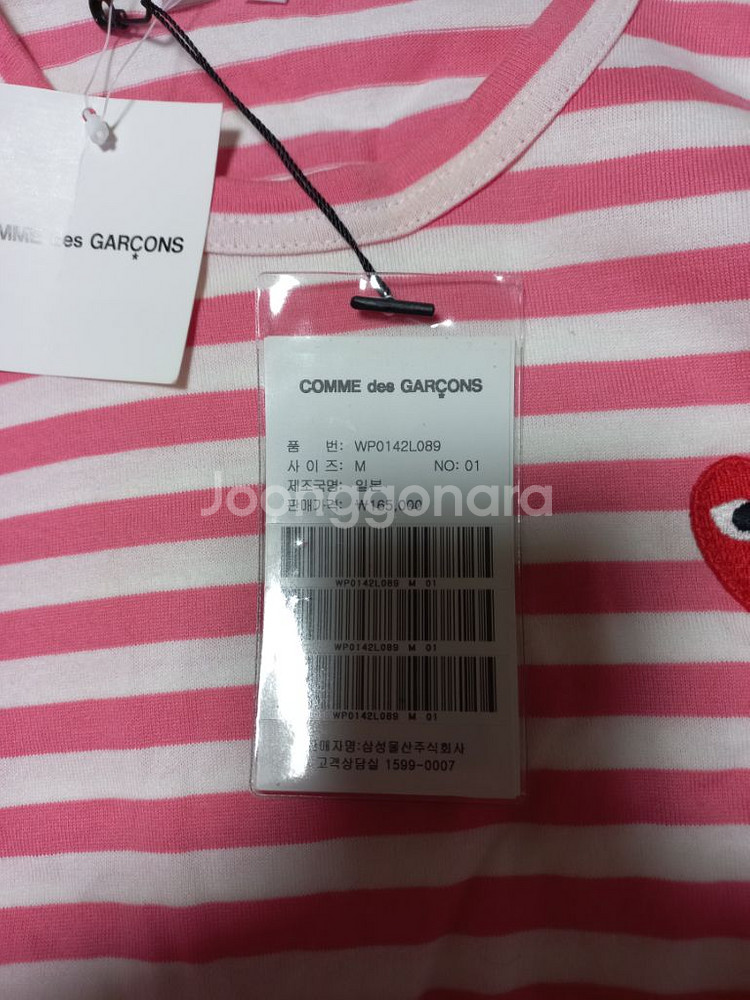 MME des GARÇONS
COMME des GARÇONS
품 번: WP0142L089
사 이 즈: M NO: 01
제조국명: 일본
판매가격: ₩165,000
Joonggonara
WP0142L089 M 01
WP0142L089 M 01
WP0142L089 M 01
판매자명:삼성물산주식회사
고객상담실 1599-0007